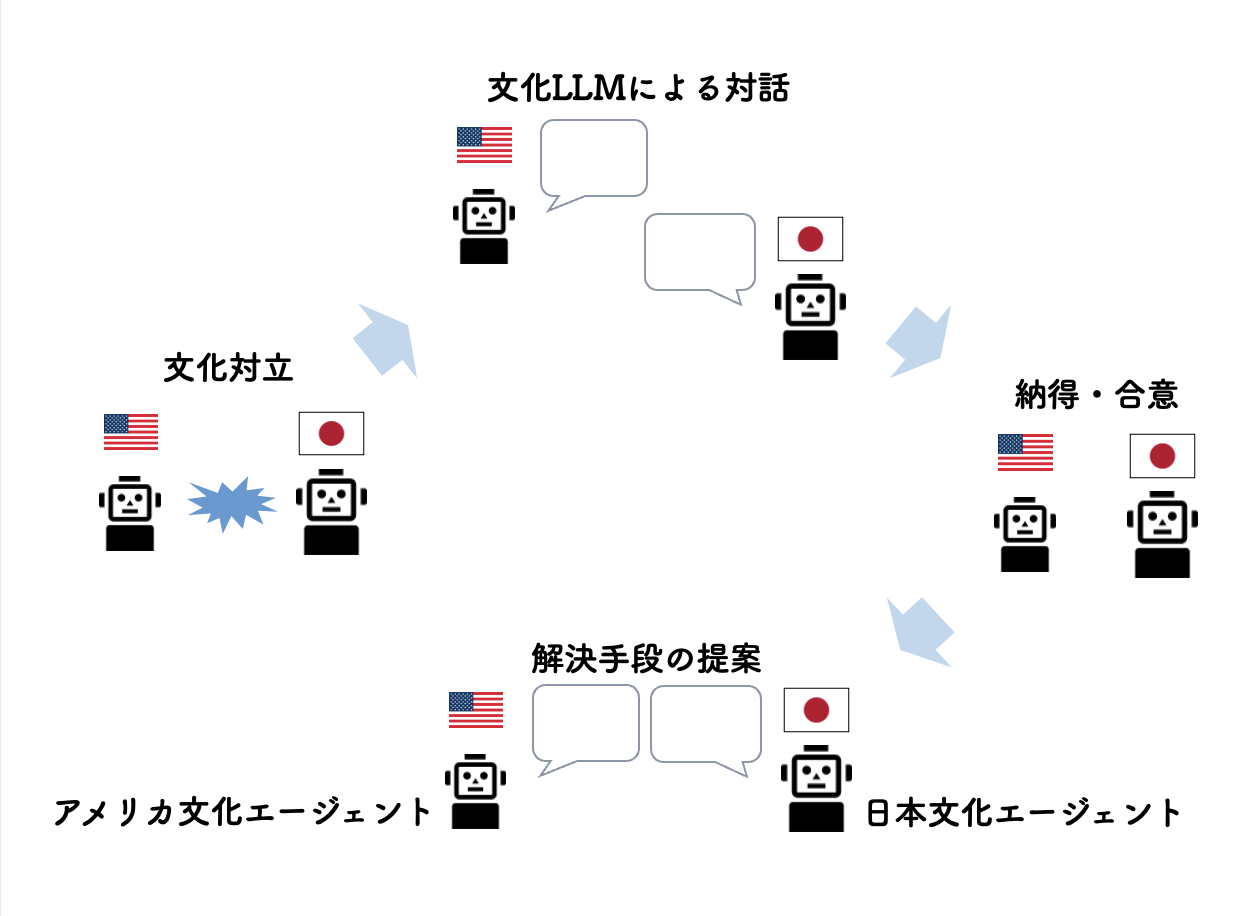 文化LLMによる対話
文化対立
納得・合意
解決手段の提案
アメリカ文化エージェント
日本文化エージェント